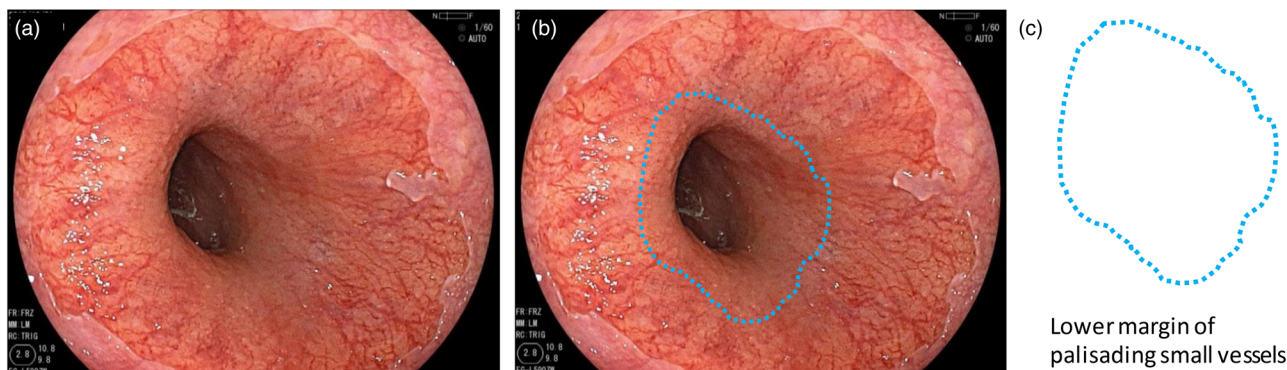 (a)
N F
1/60
AUTO
FR:FRZ
MM:LM
RC:TRIG
2.8 10.8
9.8
(b)
N F
1/60
AUTO
FR:FRZ
MM:LM
RC:TRIG
2.8 10.8
9.8
(c)
Lower margin of
palisading small vessels